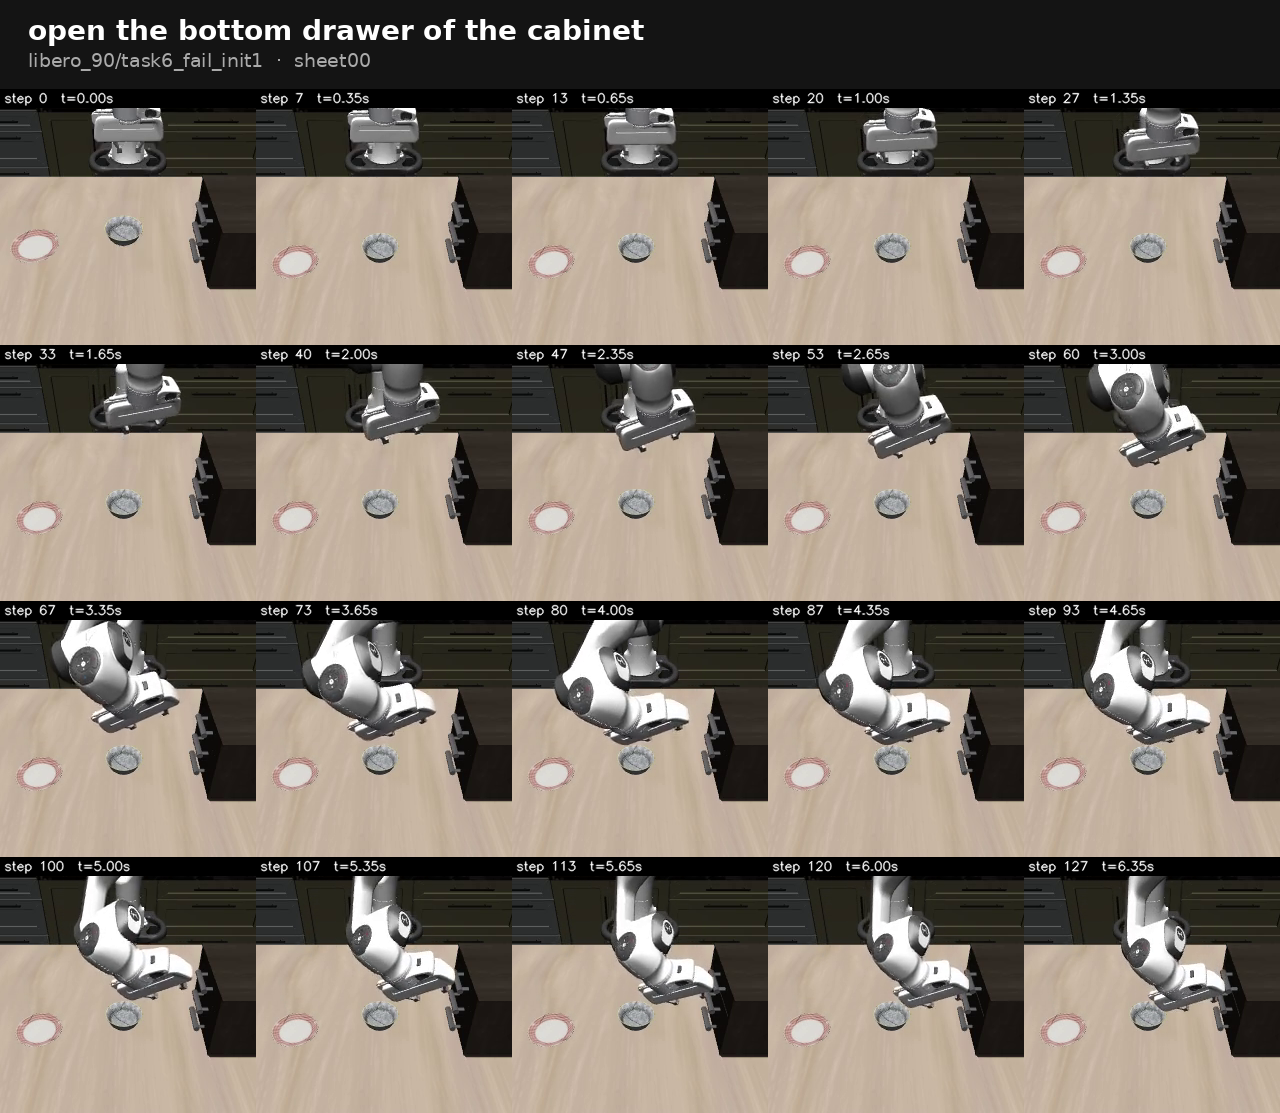 open the bottom drawer of the cabinet
libero_90/task6_fail_init1 · sheet00
step 0 t=0.00s
step 7 t=0.35s
step 13 t=0.65s
step 20 t=1.00s
step 27 t=1.35s
step 33 t=1.65s
step 40 t=2.00s
step 47 t=2.35s
step 53 t=2.65s
step 60 t=3.00s
step 67 t=3.35s
step 73 t=3.65s
step 80 t=4.00s
step 87 t=4.35s
step 93 t=4.65s
step 100 t=5.00s
step 107 t=5.35s
step 113 t=5.65s
step 120 t=6.00s
step 127 t=6.35s